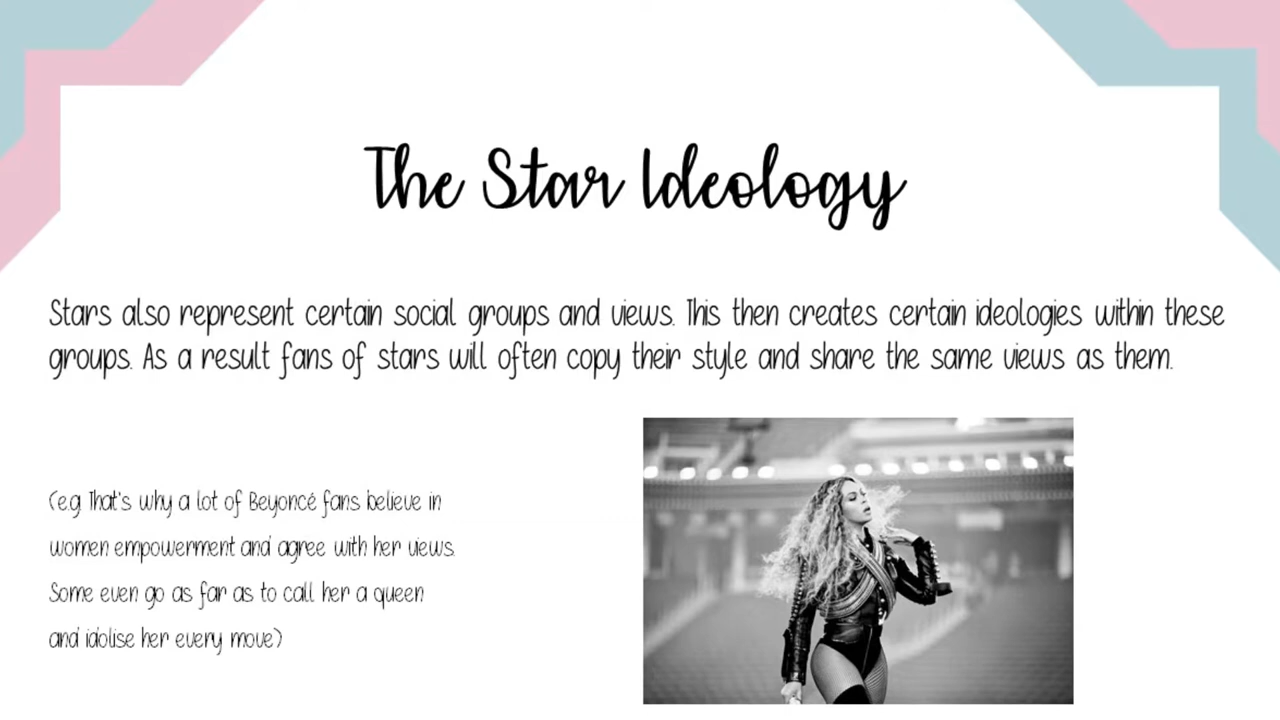 The Star Ideology
Stars also represent certain social groups and views. This then creates certain ideologies within these
groups. As a result fans of stars will often copy their style and share the same views as them.
(e.g That's why a lot of Beyoncé fans believe in
women empowerment and agree with her views.
Some even go as far as to call her a queen
and idolise her every move)